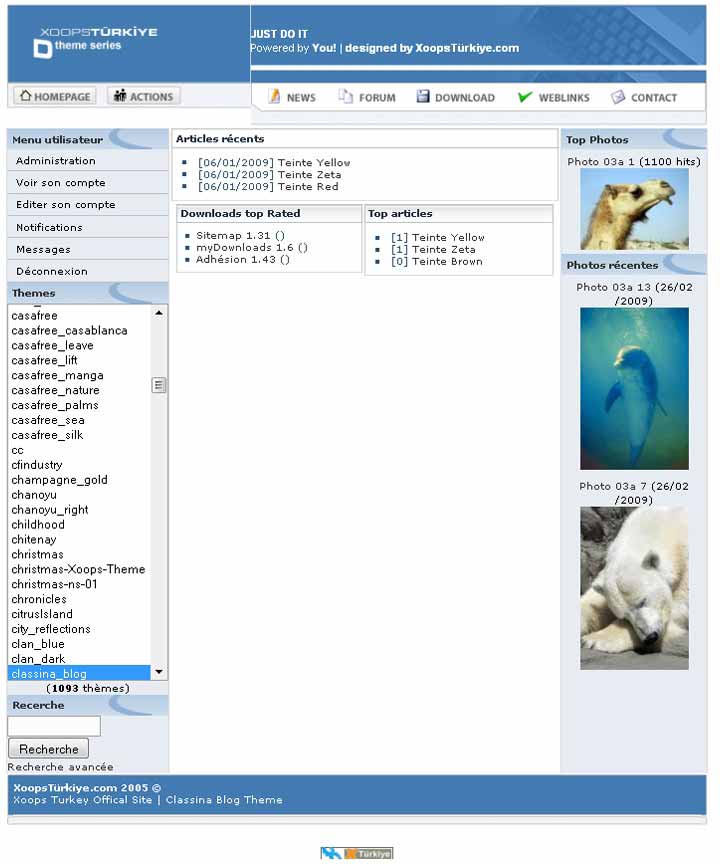 XOOPSTÜRKİYE
theme series
JUST DO IT
Powered by You! | designed by XoopsTürkiye.com
HOMEPAGE
ACTIONS
NEWS
FORUM
DOWNLOAD
WEBLINKS
CONTACT
Menu utilisateur
Administration
Voir son compte
Editer son compte
Notifications
Messages
Déconnexion
Themes
casafree
casafree_casablanca
casafree_leave
casafree_lift
casafree_manga
casafree_nature
casafree_palms
casafree_sea
casafree_silk
cc
cfindustry
champagne_gold
chanoyu
chanoyu_right
childhood
chitenay
christmas
christmas-Xoops-Theme
christmas-ns-01
chronicles
citrusIsland
city_reflections
clan_blue
clan_dark
classina_blog
(1093 thèmes)
Recerche
Recherche
Recherche avancée
Articles récents
[06/01/2009] Teinte Yellow
[06/01/2009] Teinte Zeta
[06/01/2009] Teinte Red
Downloads top Rated
Sitemap 1.31 ()
myDownloads 1.6 ()
Adhésion 1.43 ()
Top articles
[1] Teinte Yellow
[1] Teinte Zeta
[0] Teinte Brown
Top Photos
Photo 03a 1 (1100 hits)
Photos récentes
Photo 03a 13 (26/02
/2009)
Photo 03a 7 (26/02
/2009)
XoopsTürkiye.com 2005 ©
Xoops Turkey Offical Site | Classina Blog Theme
Türkiye